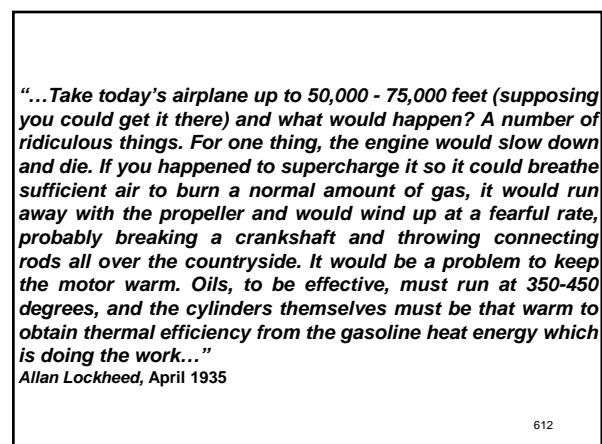 “…Take today’s airplane up to 50,000 - 75,000 feet (supposing
you could get it there) and what would happen? A number of
ridiculous things. For one thing, the engine would slow down
and die. If you happened to supercharge it so it could breathe
sufficient air to burn a normal amount of gas, it would run
away with the propeller and would wind up at a fearful rate,
probably breaking a crankshaft and throwing connecting
rods all over the countryside. It would be a problem to keep
the motor warm. Oils, to be effective, must run at 350-450
degrees, and the cylinders themselves must be that warm to
obtain thermal efficiency from the gasoline heat energy which
is doing the work…”
Allan Lockheed, April 1935
612